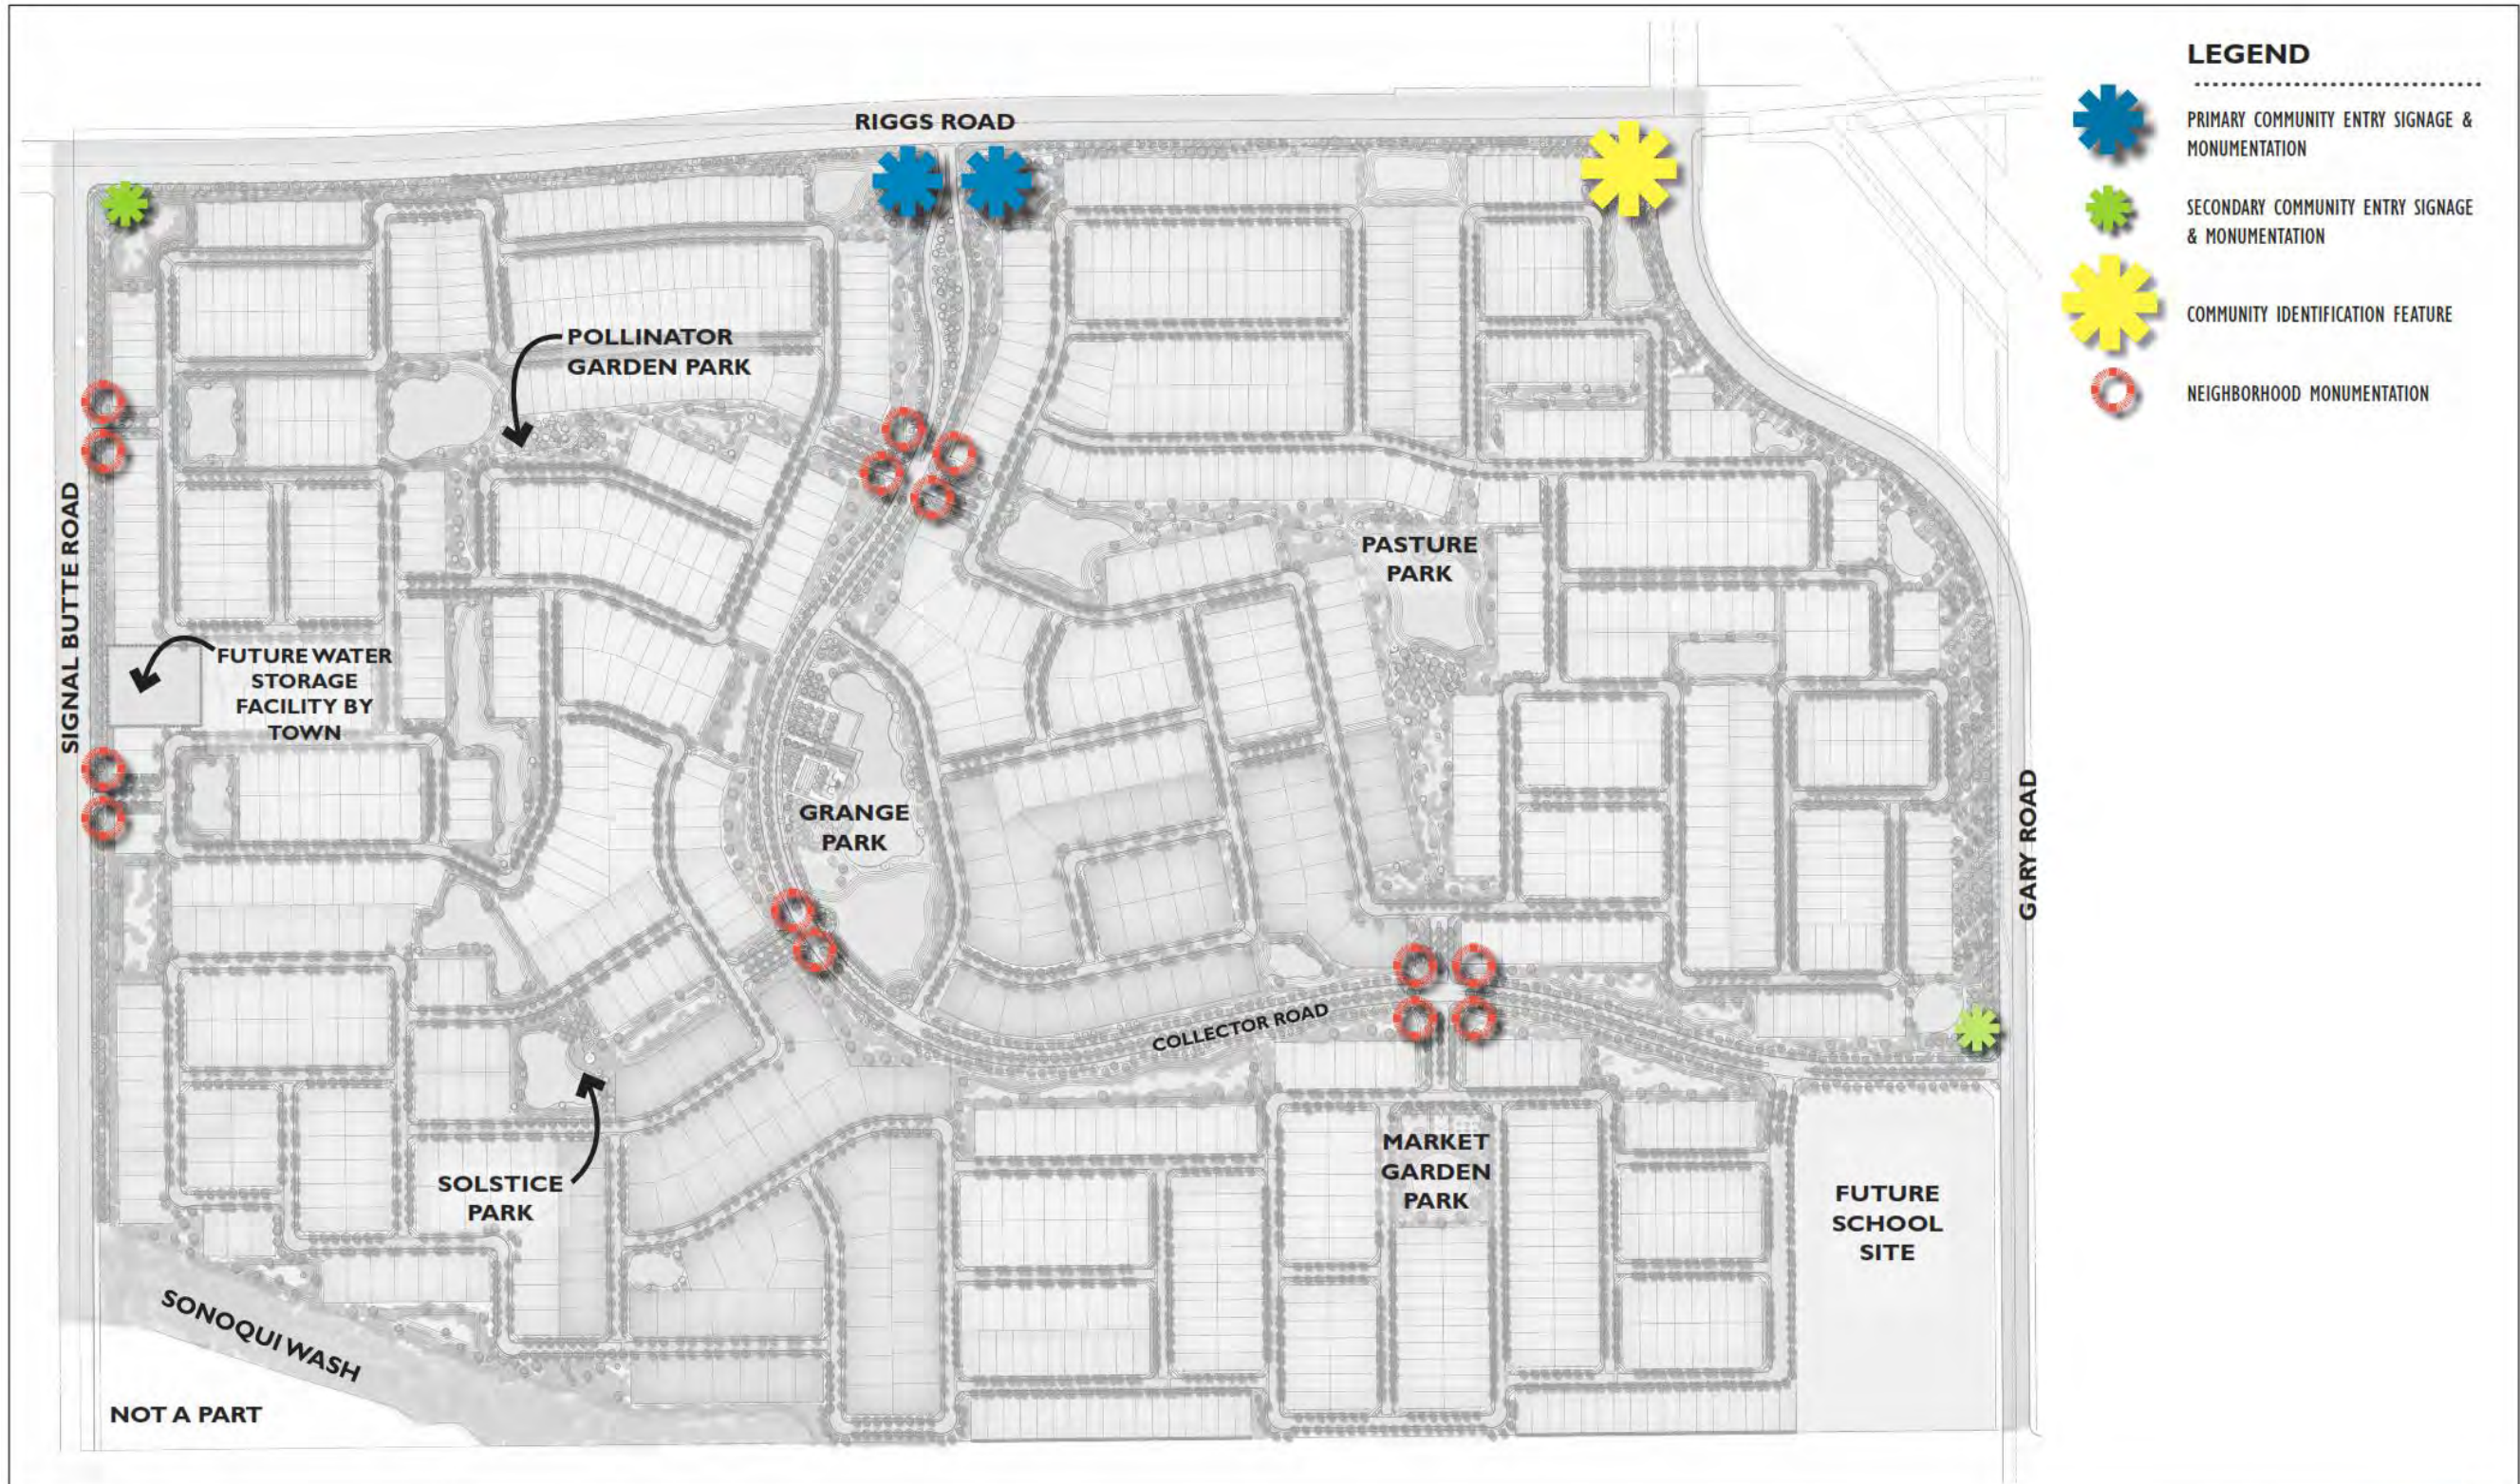 LEGEND
PRIMARY COMMUNITY ENTRY SIGNAGE &
MONUMENTATION
SECONDARY COMMUNITY ENTRY SIGNAGE
& MONUMENTATION
COMMUNITY IDENTIFICATION FEATURE
NEIGHBORHOOD MONUMENTATION
RIGGS ROAD
POLLINATOR
GARDEN PARK
SIGNAL BUTTE ROAD
PASTURE
PARK
FUTURE WATER
STORAGE
FACILITY BY
TOWN
GRANGE
PARK
GARY ROAD
COLLECTOR ROAD
SOLSTICE
PARK
MARKET
GARDEN
PARK
FUTURE
SCHOOL
SITE
SONOQUI WASH
NOT A PART